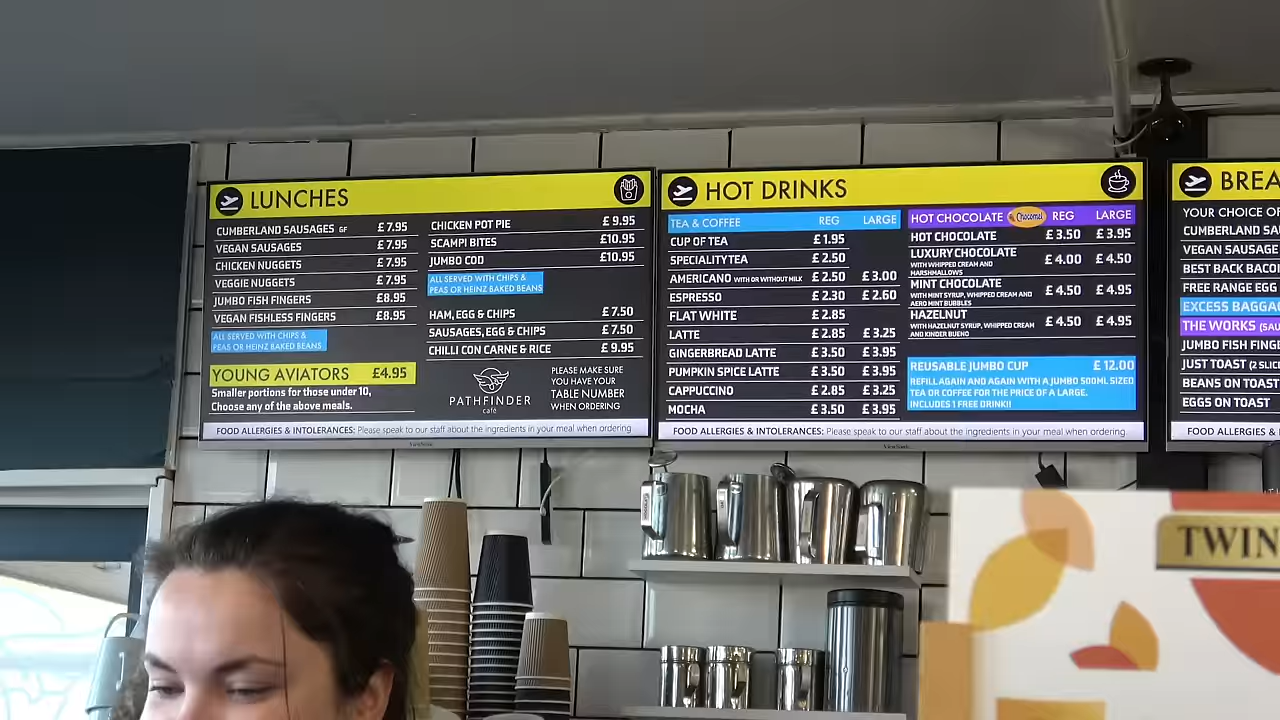 LUNCHES
CUMBERLAND SAUSAGES GF £7.95
VEGAN SAUSAGES £7.95
CHICKEN NUGGETS £7.95
VEGGIE NUGGETS £7.95
JUMBO FISH FINGERS £8.95
VEGAN FISHLESS FINGERS £8.95
ALL SERVED WITH CHIPS &
PEAS OR HEINZ BAKED BEANS
YOUNG AVIATORS £4.95
Smaller portins for those under 10,
Choose any of the above meals.
CHICKEN POT PIE £9.95
SCAMPI BITES £10.95
JUMBO COD £10.95
ALL SERVED WITH CHIPS &
PEAS OR HEINZ BAKED BEANS
HAM, EGG & CHIPS £7.50
SAUSAGES, EGG & CHIPS £7.50
CHILLI CON CARNE & RICE £9.95
PATHFINDER
café
PLEASE MAKE SURE
YOU HAVE YOUR
TABLE NUMBER
WHEN ORDERING
FOOD ALLERGIES & INTOLERANCES: Please speak to our staff about the ingredients in your meal when ordering
ViewSonic
HOT DRINKS
TEA & COFFEE REG LARGE
CUP OF TEA £1.95
SPECIALITY TEA £2.50
AMERICANO WITH OR WITHOUT MILK £2.50 £3.00
ESPRESSO £2.30 £2.60
FLAT WHITE £2.85
LATTE £2.85 £3.25
GINGERBREAD LATTE £3.50 £3.95
PUMPKIN SPICE LATTE £3.50 £3.95
CAPPUCCINO £2.85 £3.25
MOCHA £3.50 £3.95
HOT CHOCOLATE Chocomel REG LARGE
HOT CHOCOLATE £3.50 £3.95
LUXURY CHOCOLATE £4.00 £4.50
WITH WHIPPED CREAM AND
MARSHMALLOWS
MINT CHOCOLATE £4.50 £4.95
WITH MINT SYRUP, WHIPPED CREAM AND
AERO MINT BUBBLES
HAZELNUT £4.50 £4.95
WITH HAZELNUT SYRUP, WHIPPED CREAM
AND KINDER BUENO
REUSABLE JUMBO CUP £12.00
REFILL AGAIN AND AGAIN WITH A JUMBO 500ML SIZED
TEA OR COFFEE FOR THE PRICE OF A LARGE.
INCLUDES 1 FREE DRINK!!
FOOD ALLERGIES & INTOLERANCES: Please speak to our staff about the ingredients in your meal when ordering
ViewSonic
BREA
YOUR CHOICE O
CUMBERLAND SA
VEGAN SAUSAGE
BEST BACK BACO
FREE RANGE EGG
EXCESS BAGGA
THE WORKS (SAU
JUMBO FISH FING
JUST TOAST (2 SLIC
BEANS ON TOAST
EGGS ON TOAST
FOOD ALLERGIES & I
TWIN